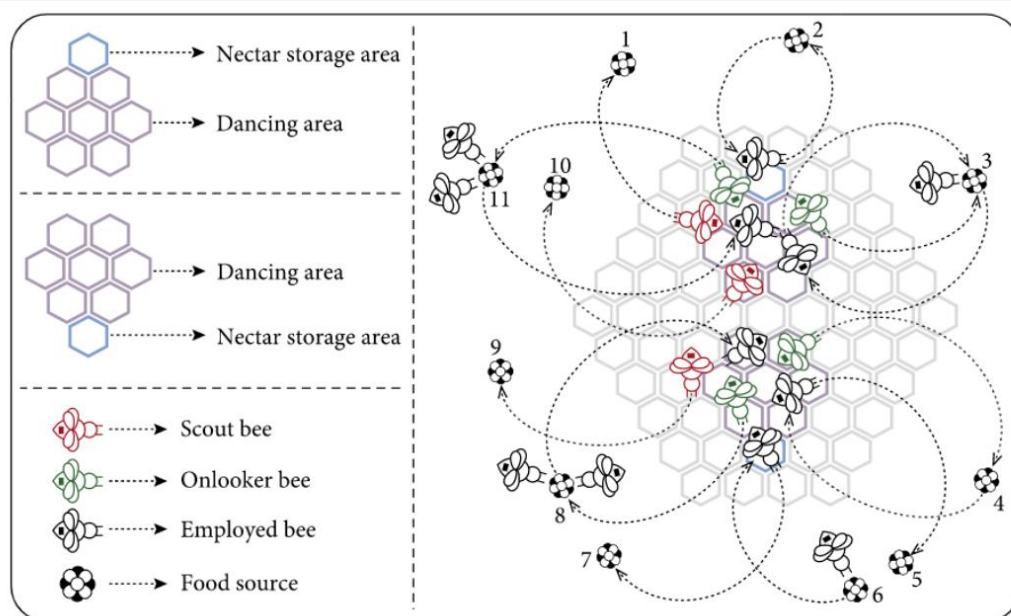 Nectar storage area
Dancing area
Dancing area
Nectar storage area
Scout bee
Onlooker bee
Employed bee
Food source
1
2
3
4
5
6
7
8
9
10
11